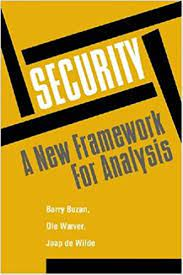 SECURITY
A New Framework
For Analysis
Barry Buzan,
Ole Wæver,
Jaap de Wilde